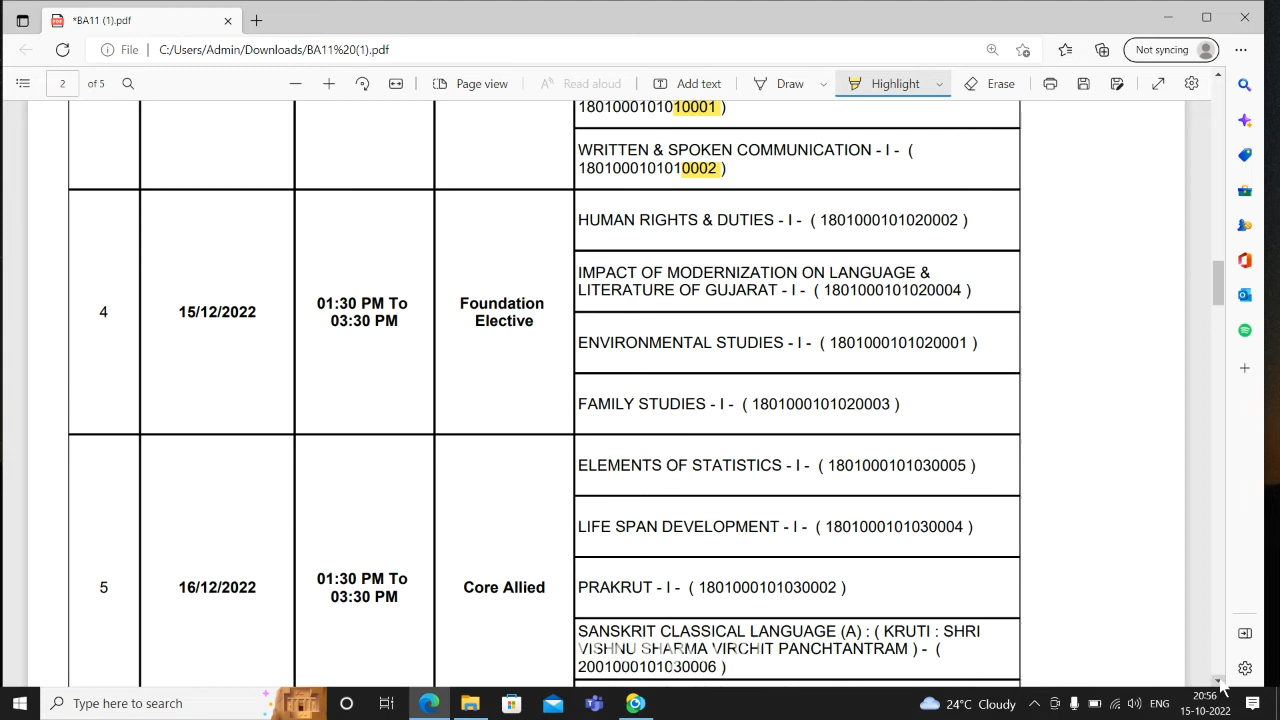 *BA11 (1).pdf
File
C:/Users/Admin/Downloads/BA11%20(1).pdf
Not syncing
2 of 5
Page view
Read aloud
Add text
Draw
Highlight
Erase
180100010101 0001 )
WRITTEN & SPOKEN COMMUNICATION - I - (
1801000101010002 )
4
15/12/2022
01:30 PM To
03:30 PM
Foundation
Elective
HUMAN RIGHTS & DUTIES - I - ( 1801000101020002 )
IMPACT OF MODERNIZATION ON LANGUAGE &
LITERATURE OF GUJARAT - I - ( 1801000101020004 )
ENVIRONMENTAL STUDIES - I - ( 1801000101020001 )
FAMILY STUDIES - I - ( 1801000101020003 )
5
16/12/2022
01:30 PM To
03:30 PM
Core Allied
ELEMENTS OF STATISTICS - I - ( 1801000101030005 )
LIFE SPAN DEVELOPMENT - I - ( 1801000101030004 )
PRAKRUT - I - ( 1801000101030002 )
SANSKRIT CLASSICAL LANGUAGE (A) : ( KRUTI : SHRI
VISHNU SHARMA VIRCHIT PANCHTANTRAM ) - (
2001000101030006 )
Type here to search
24°C Cloudy
ENG
20:56
15-10-2022